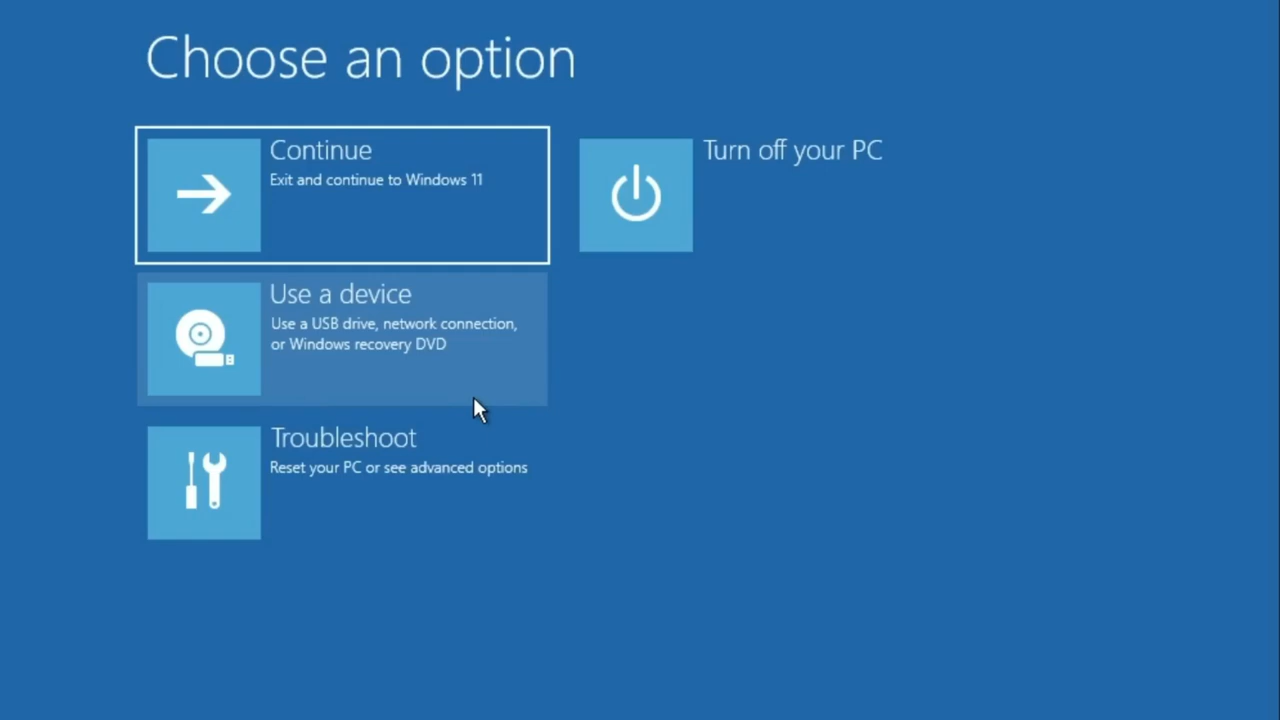 Choose an option
Continue
Exit and continue to Windows 11
Turn off your PC
Use a device
Use a USB drive, network connection,
or Windows recovery DVD
Troubleshoot
Reset your PC or see advanced options